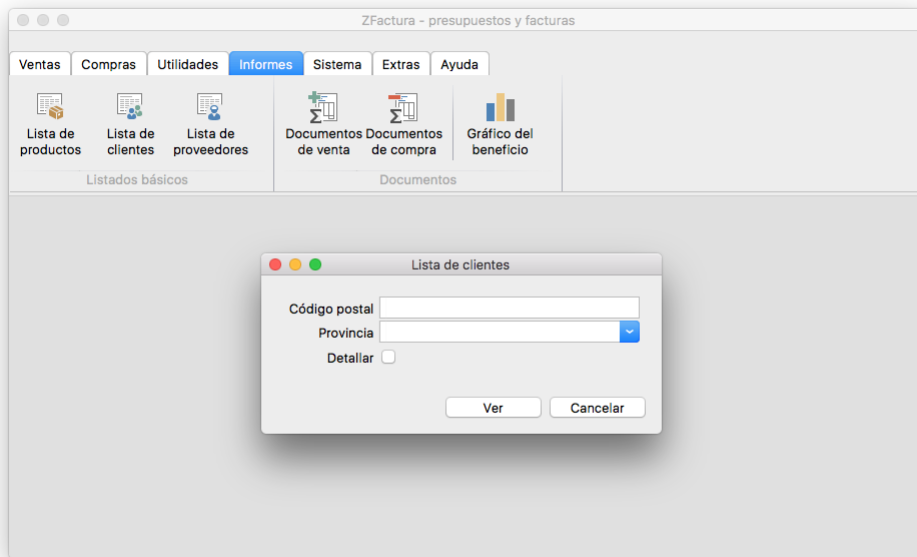 ZFactura - presupuestos y facturas
Ventas Compras Utilidades Informes Sistema Extras Ayuda
Lista de productos
Lista de clientes
Lista de proveedores
Documentos de venta
Documentos de compra
Gráfico del beneficio
Listados básicos
Documentos
Lista de clientes
Código postal
Provincia
Detallar
Ver Cancelar